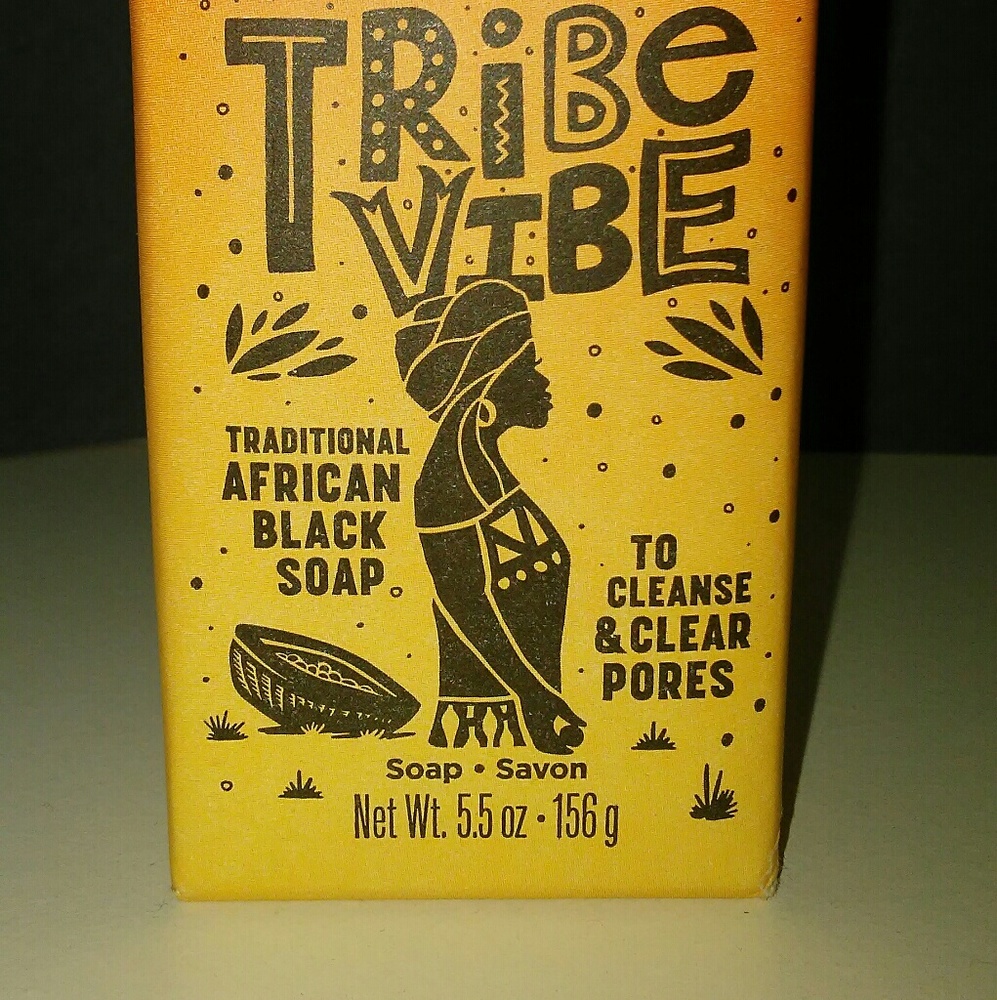 TRiBe
VIBE
TRADITIONAL
AFRICAN
BLACK
SOAP
TO
CLEANSE
& CLEAR
PORES
Soap • Savon
Net Wt. 5.5 oz • 156 g